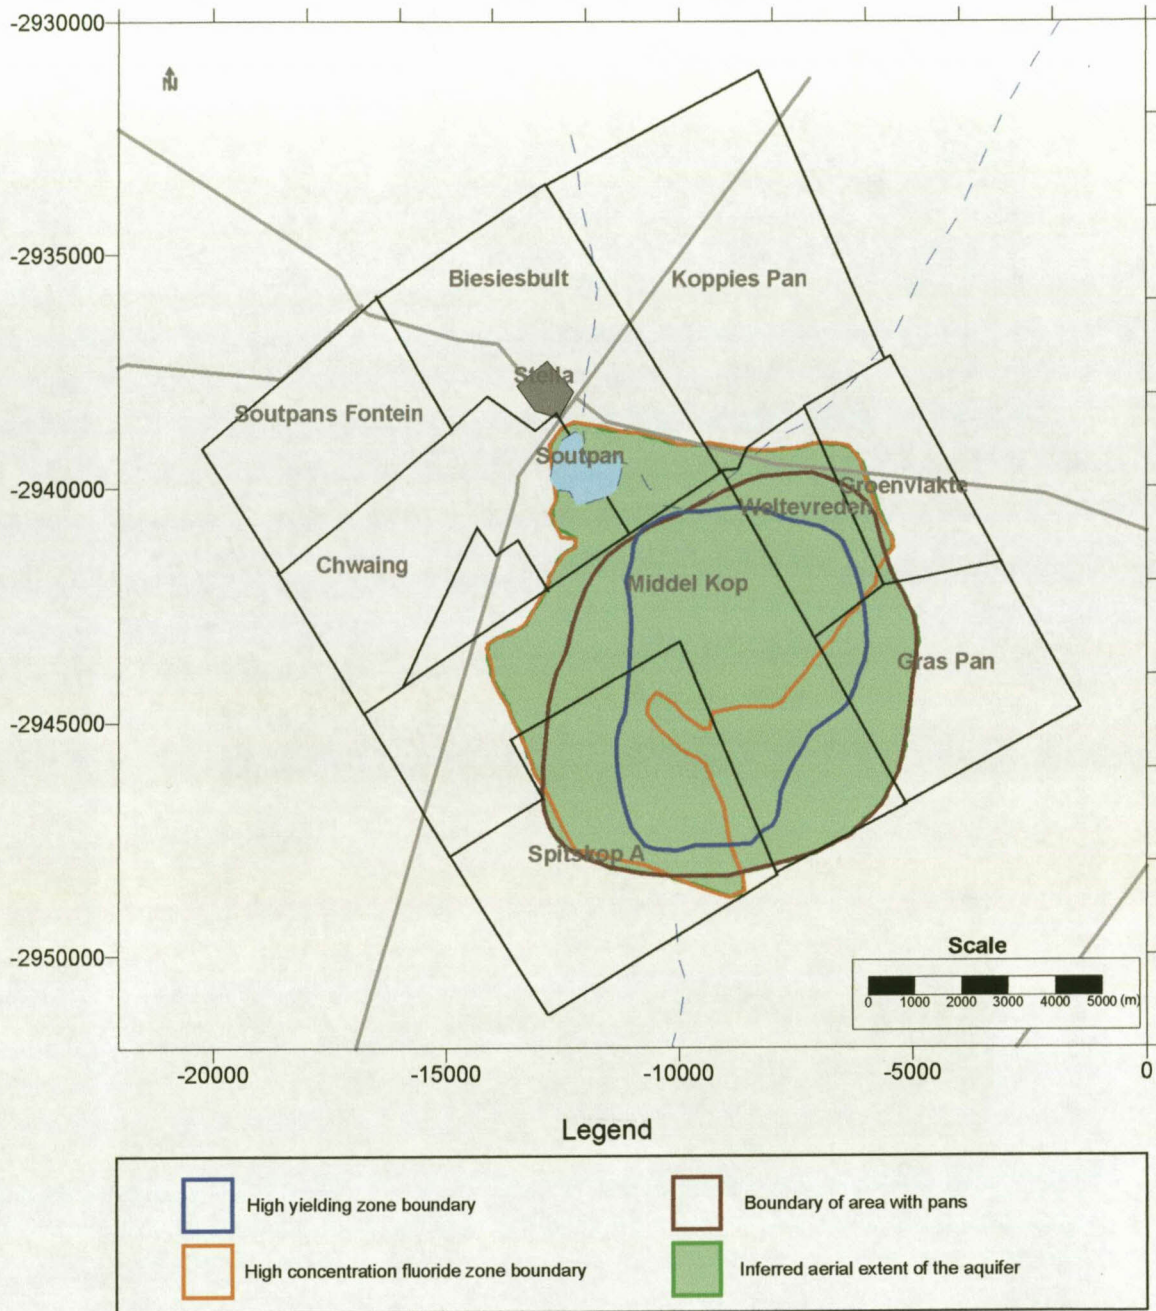 -2930000
N
-2935000
Biesiesbult
Koppies Pan
Stella
Soutpans Fontein
Soutpan
-2940000
Groenvlakte
Weltevreden
Chwaing
Middel Kop
Gras Pan
-2945000
Spitskop A
-2950000
Scale
0 1000 2000 3000 4000 5000 (m)
-20000 -15000 -10000 -5000 0
Legend
High yielding zone boundary
Boundary of area with pans
High concentration fluoride zone boundary
Inferred aerial extent of the aquifer